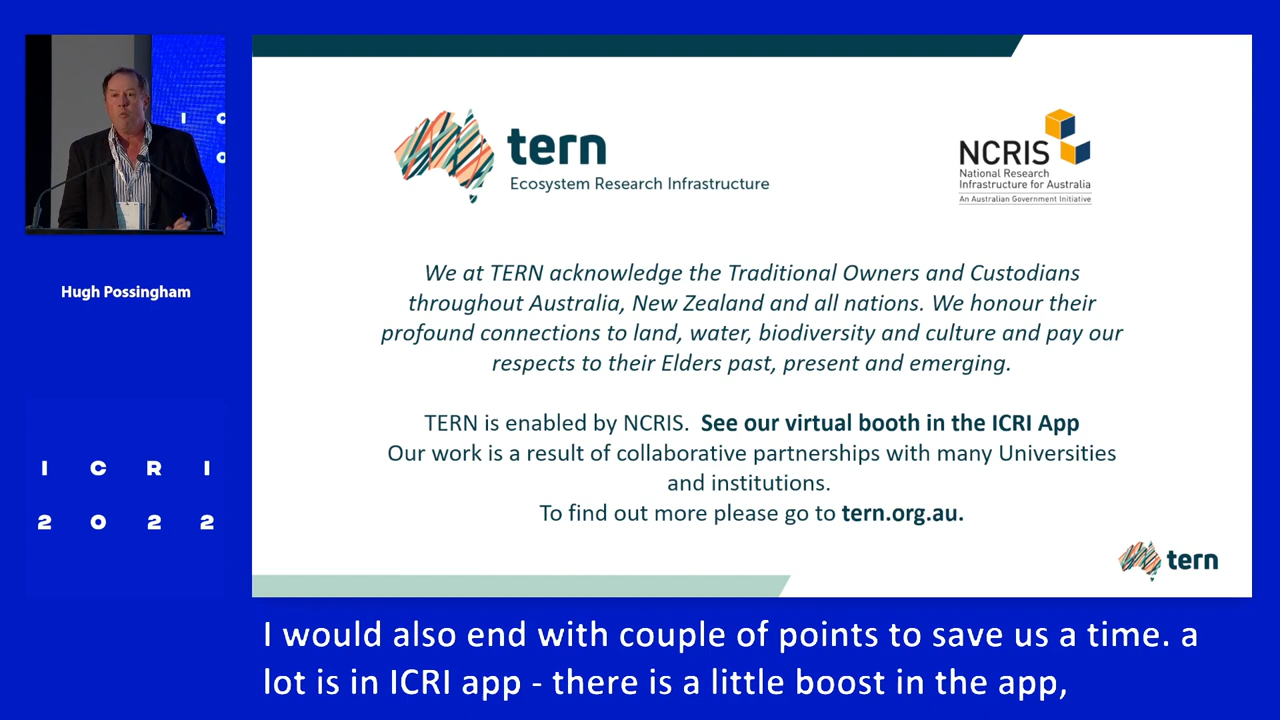 I C
O
Hugh Possingham
I C R I
2 0 2 2
tern
Ecosystem Research Infrastructure
NCRIS
National Research
Infrastructure for Australia
An Australian Government Initiative
We at TERN acknowledge the Traditional Owners and Custodians
throughout Australia, New Zealand and all nations. We honour their
profound connections to land, water, biodiversity and culture and pay our
respects to their Elders past, present and emerging.
TERN is enabled by NCRIS. See our virtual booth in the ICRI App
Our work is a result of collaborative partnerships with many Universities
and institutions.
To find out more please go to tern.org.au.
tern
I would also end with couple of points to save us a time. a
lot is in ICRI app - there is a little boost in the app,